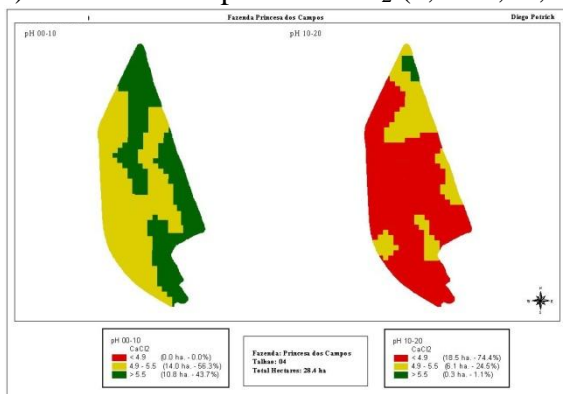 Fazenda Princesa dos Campos
Diego Potrich
pH 00-10
pH 10-20
pH 00-10
CaCl2
< 4.9 (0.0 ha. - 0.0%)
4.9 - 5.5 (14.0 ha. - 56.3%)
> 5.5 (10.8 ha. - 43.7%)
Fazenda: Princesa dos Campos
Talhao: 04
Total Hectares: 28.4 ha
pH 10-20
CaCl2
< 4.9 (18.5 ha. - 74.4%)
4.9 - 5.5 (6.1 ha. - 24.5%)
> 5.5 (0.3 ha. - 1.1%)